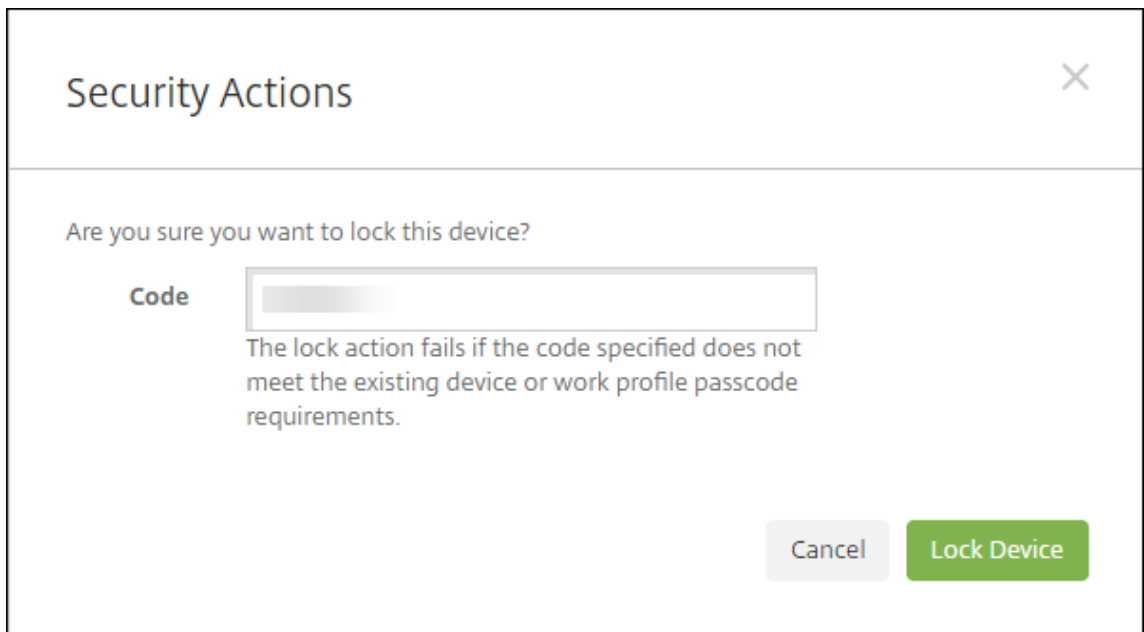 Security Actions
Are you sure you want to lock this device?
Code
The lock action fails if the code specified does not
meet the existing device or work profile passcode
requirements.
Cancel
Lock Device